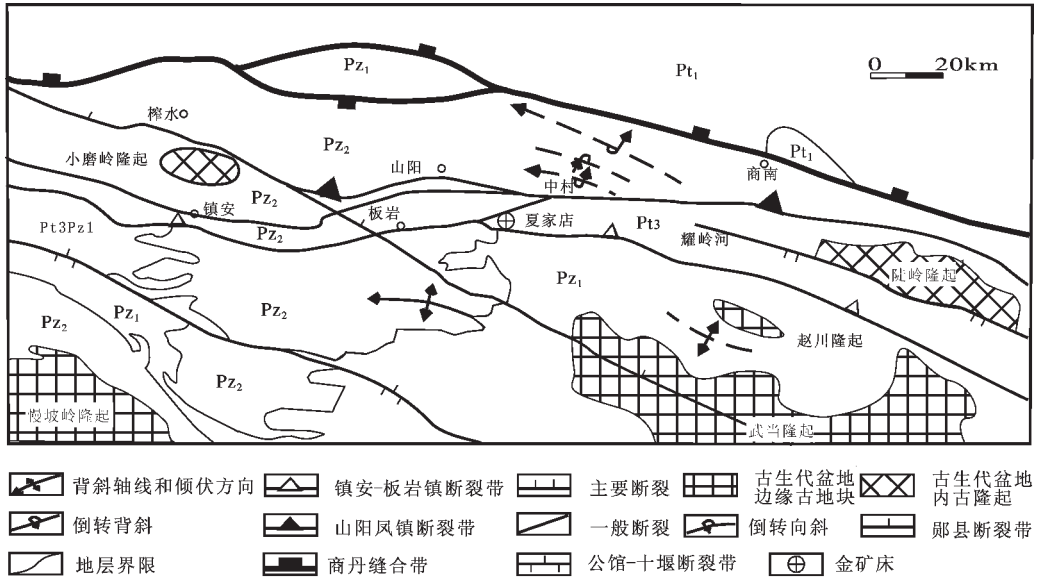 Pz1
Pt1
0 20km
柞水
Pz2
Pt1
小磨岭隆起
山阳
商南
中村
Pz2
镇安
板岩
夏家店
Pt3
Pt3Pz1
Pz2
耀岭河
陡岭隆起
Pz1
Pz2
Pz1
Pz2
赵川隆起
Pz2
慢坡岭隆起
武当隆起
背斜轴线和倾伏方向
镇安-板岩镇断裂带
主要断裂
古生代盆地
边缘古地块
古生代盆地
内古隆起
倒转背斜
山阳凤镇断裂带
一般断裂
倒转向斜
郧县断裂带
地层界限
商丹缝合带
公馆-十堰断裂带
金矿床